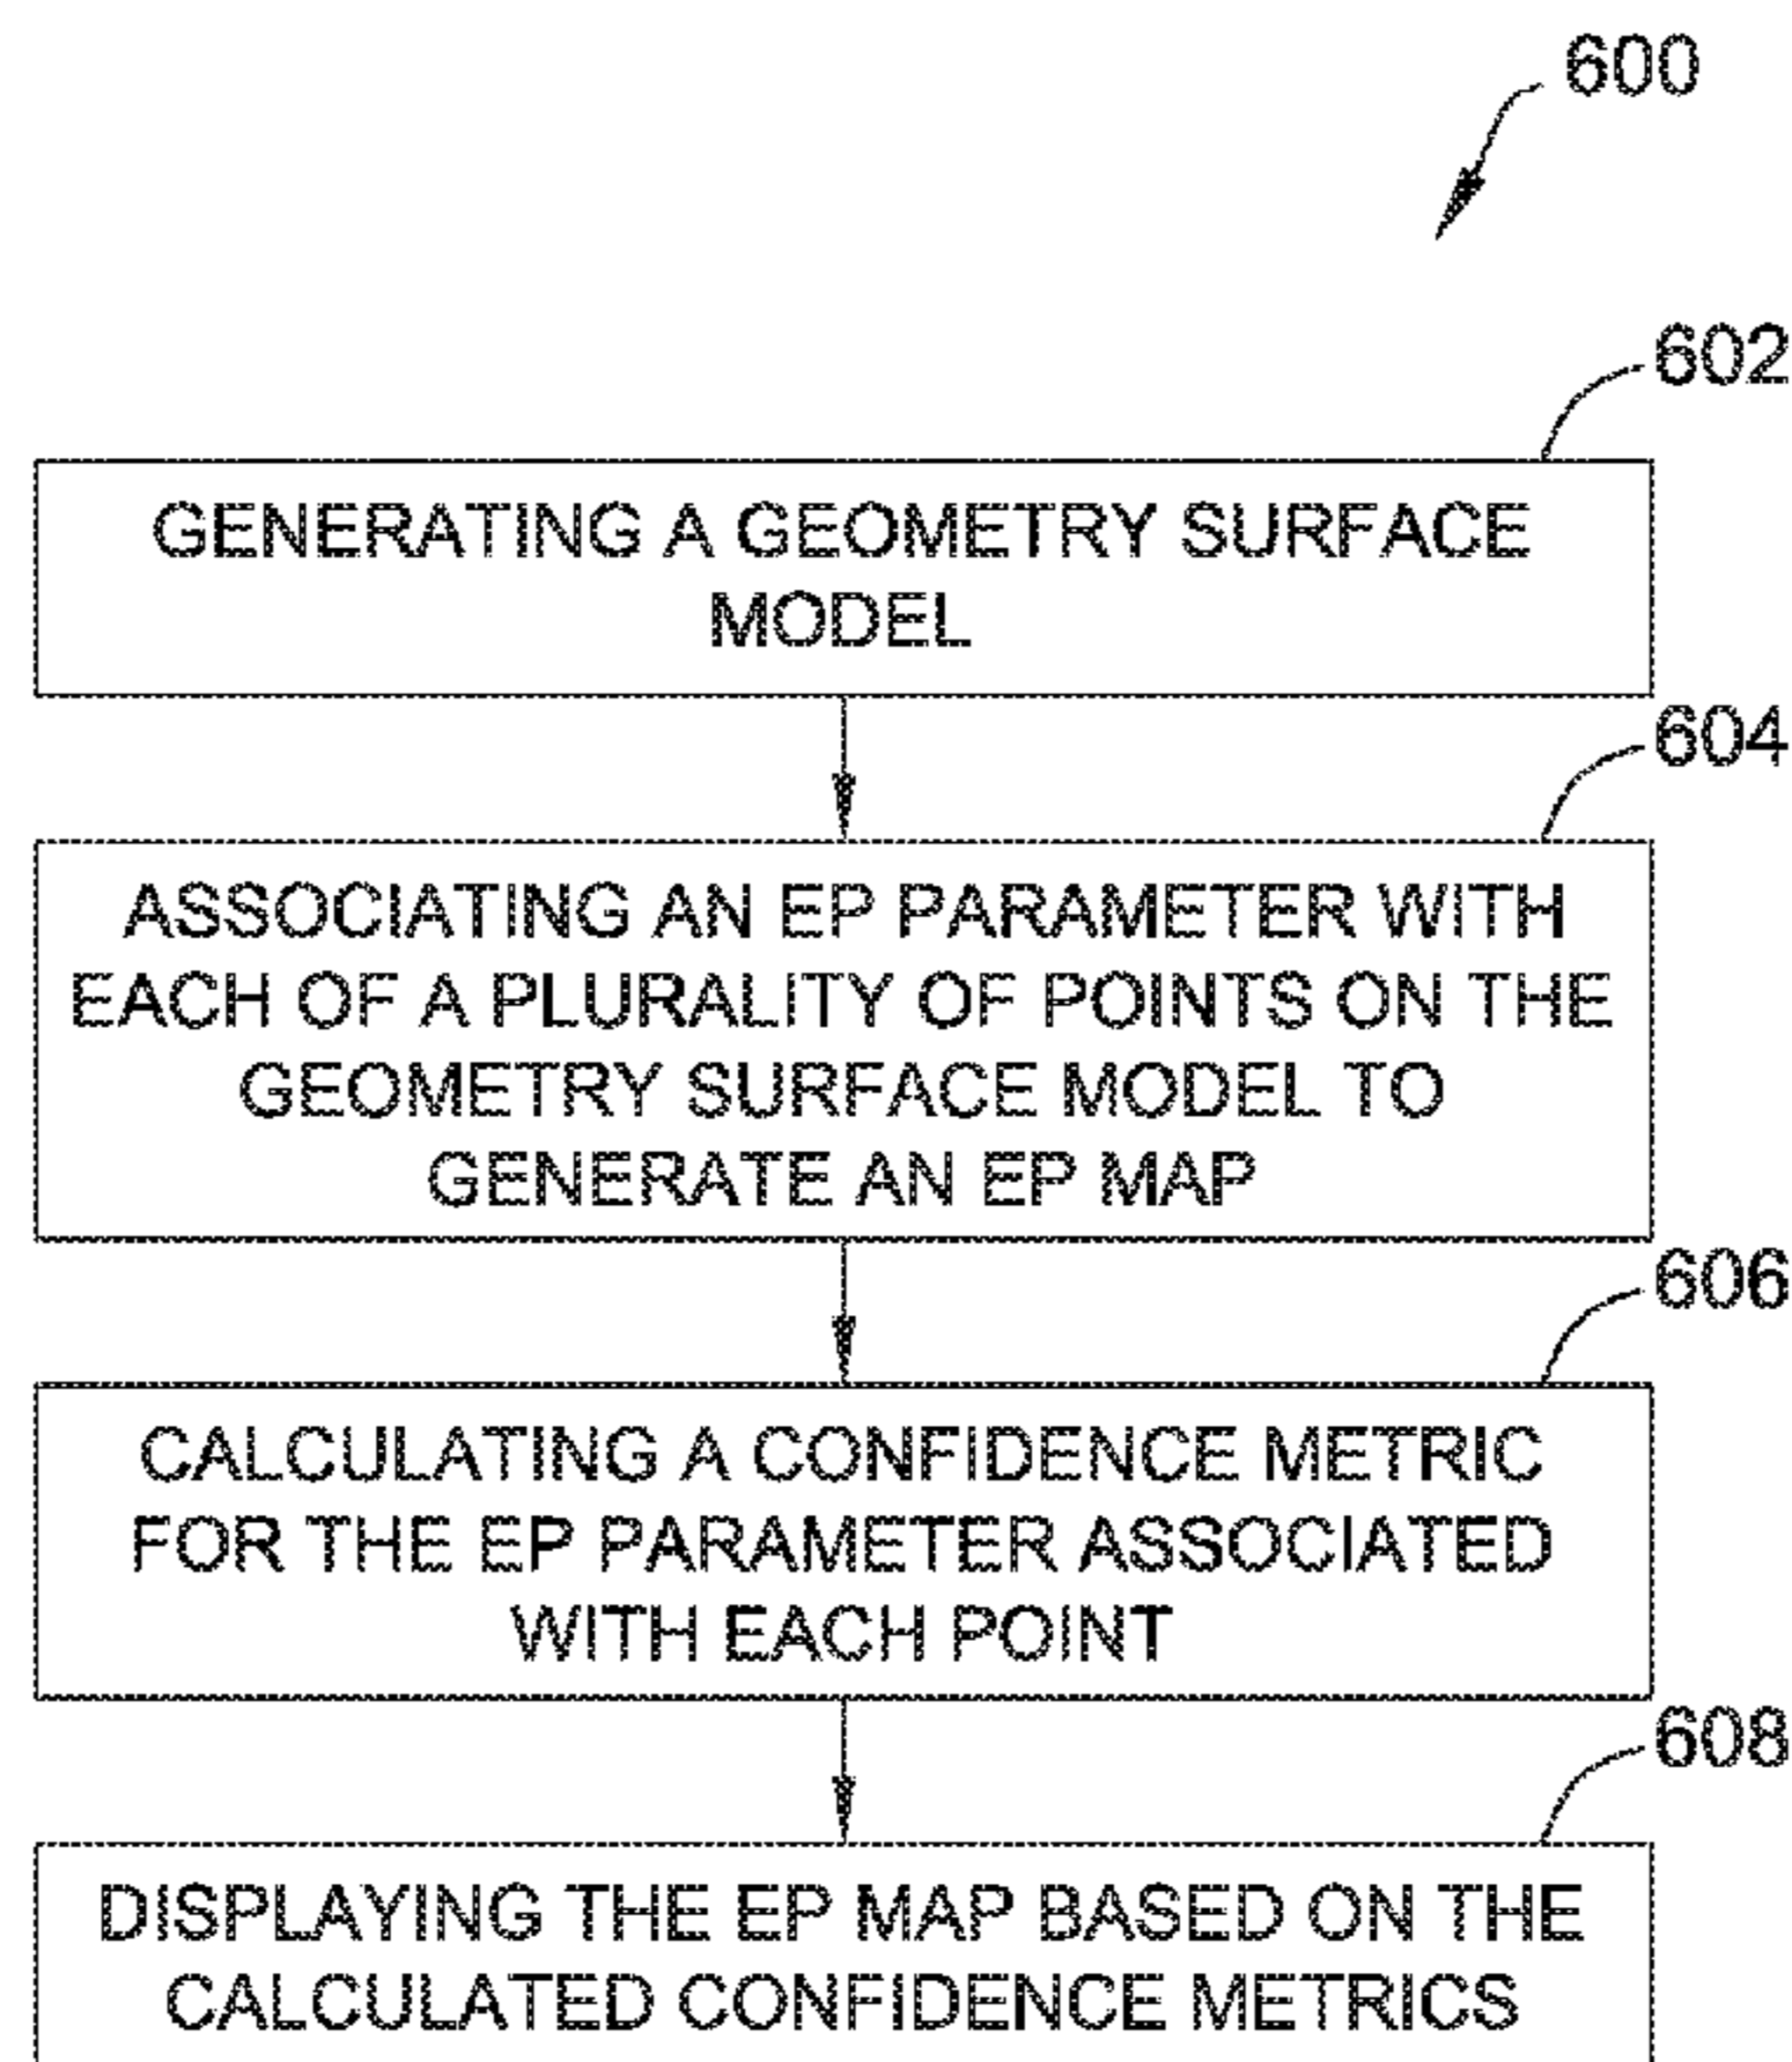 600
602
GENERATING A GEOMETRY SURFACE
MODEL
604
ASSOCIATING AN EP PARAMETER WITH
EACH OF A PLURALITY OF POINTS ON THE
GEOMETRY SURFACE MODEL TO
GENERATE AN EP MAP
606
CALCULATING A CONFIDENCE METRIC
FOR THE EP PARAMETER ASSOCIATED
WITH EACH POINT
608
DISPLAYING THE EP MAP BASED ON THE
CALCULATED CONFIDENCE METRICS